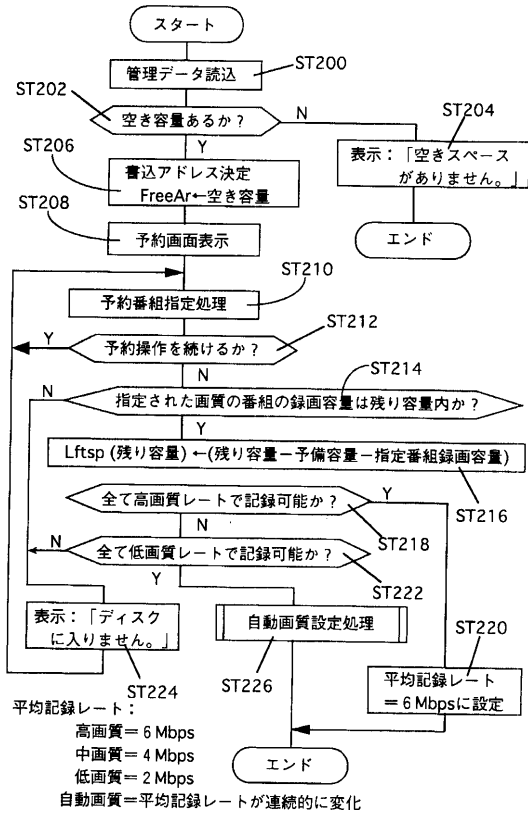 スタート
ST200
管理データ読込
ST202
空き容量あるか？
N
Y
ST204
表示：「空きスペース
がありません。」
エンド
ST206
書込アドレス決定
FreeAr←空き容量
ST208
予約画面表示
ST210
予約番組指定処理
ST212
Y
予約操作を続けるか？
N
ST214
N
指定された画質の番組の録画容量は残り容量内か？
Y
Lftsp (残り容量) ←(残り容量－予備容量－指定番組録画容量)
ST216
全て高画質レートで記録可能か？
Y
ST218
N
N
全て低画質レートで記録可能か？
ST222
Y
表示：「ディスク
に入りません。」
ST224
自動画質設定処理
ST226
ST220
平均記録レート
＝6 Mbpsに設定
エンド
平均記録レート：
高画質＝6 Mbps
中画質＝4 Mbps
低画質＝2 Mbps
自動画質＝平均記録レートが連続的に変化